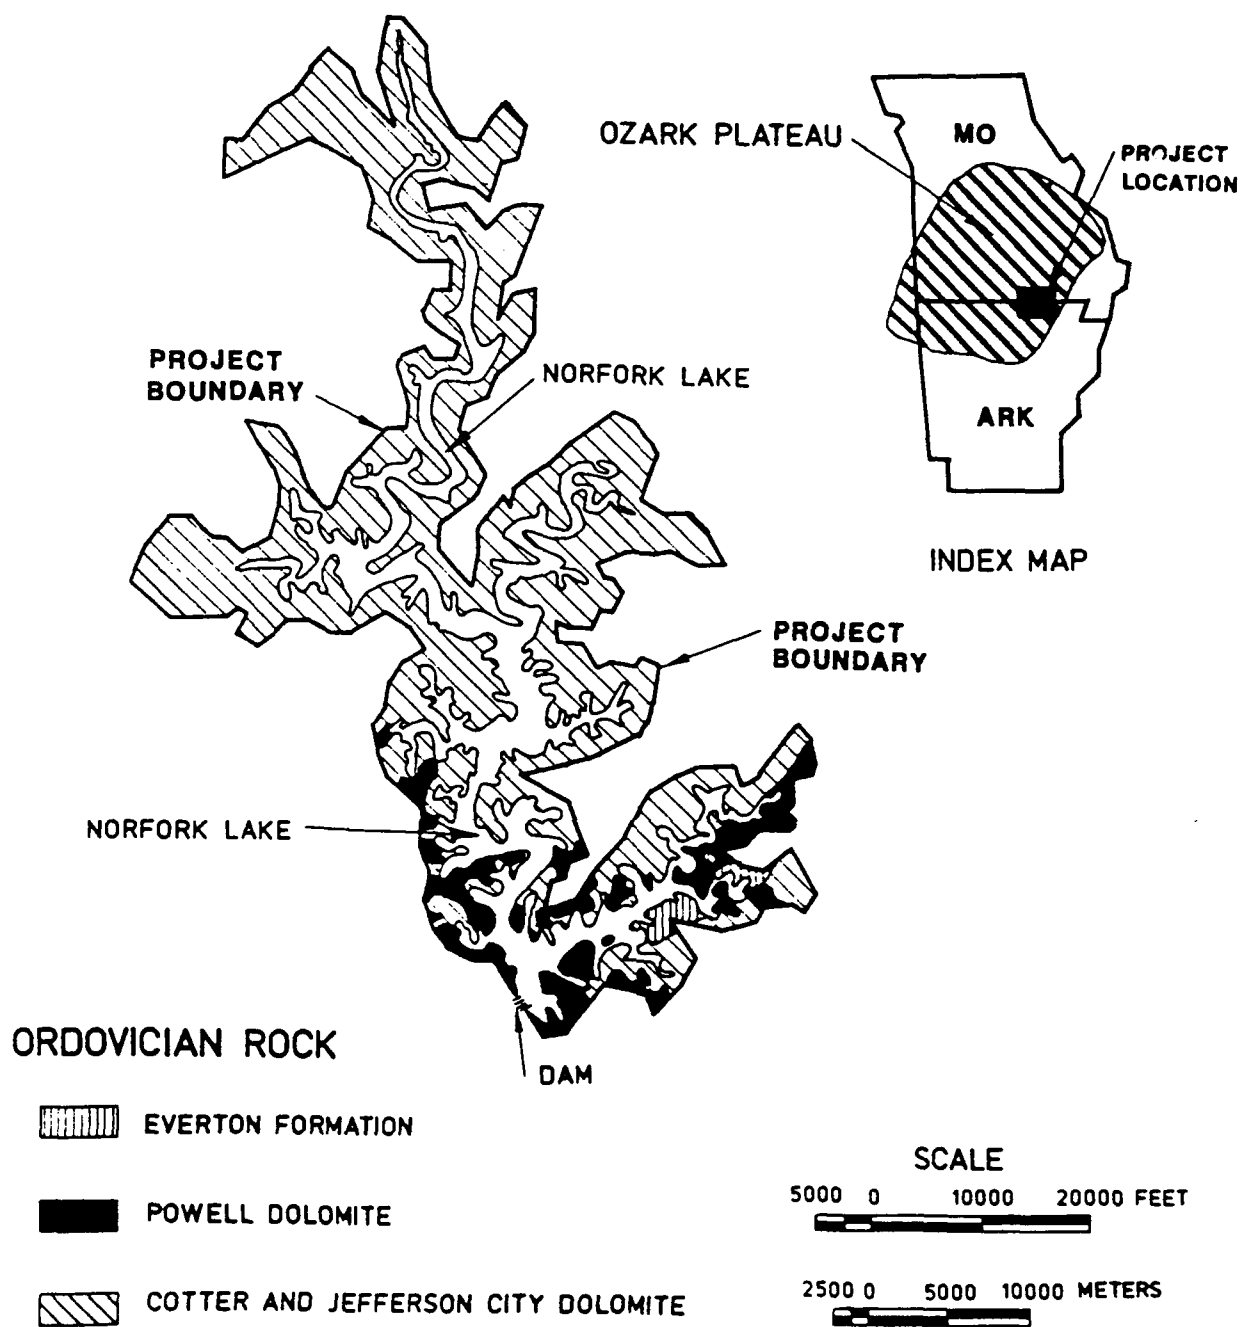 OZARK PLATEAU
MO
PROJECT
LOCATION
PROJECT
BOUNDARY
NORFORK LAKE
ARK
INDEX MAP
PROJECT
BOUNDARY
NORFORK LAKE
DAM
ORDOVICIAN ROCK
EVERTON FORMATION
POWELL DOLOMITE
COTTER AND JEFFERSON CITY DOLOMITE
SCALE
5000 0 10000 20000 FEET
2500 0 5000 10000 METERS